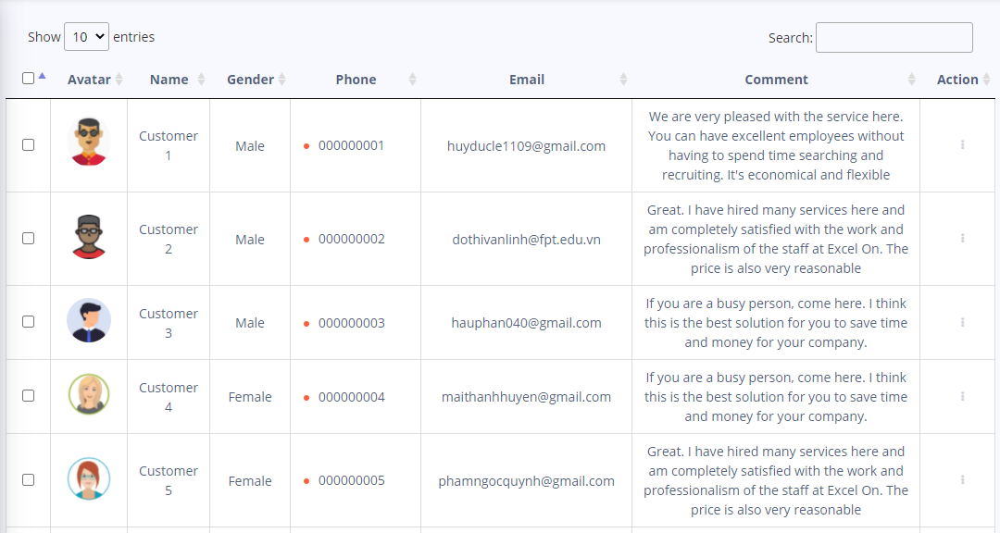 Show 10 entries
Search:
Avatar Name Gender Phone Email Comment Action
Customer 1
Male
000000001
huyducle1109@gmail.com
We are very pleased with the service here.
You can have excellent employees without
having to spend time searching and
recruiting. It's economical and flexible
Customer 2
Male
000000002
dothivanlinh@fpt.edu.vn
Great. I have hired many services here and
am completely satisfied with the work and
professionalism of the staff at Excel On. The
price is also very reasonable
Customer 3
Male
000000003
hauphan040@gmail.com
If you are a busy person, come here. I think
this is the best solution for you to save time
and money for your company.
Customer 4
Female
000000004
maithanhhuyen@gmail.com
If you are a busy person, come here. I think
this is the best solution for you to save time
and money for your company.
Customer 5
Female
000000005
phamngocquynh@gmail.com
Great. I have hired many services here and
am completely satisfied with the work and
professionalism of the staff at Excel On. The
price is also very reasonable